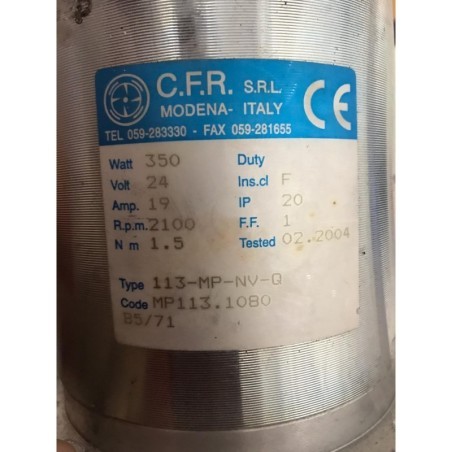 C.F.R. S.R.L.
MODENA- ITALY
CE
TEL 059-283330 - FAX 059-281655
Watt 350 Duty
Volt 24 Ins.cl F
Amp. 19 IP 20
R.p.m. 2100 F.F. 1
N m 1.5 Tested 02.2004
Type 113-MP-NV-Q
Code MP113.1080
B5/71